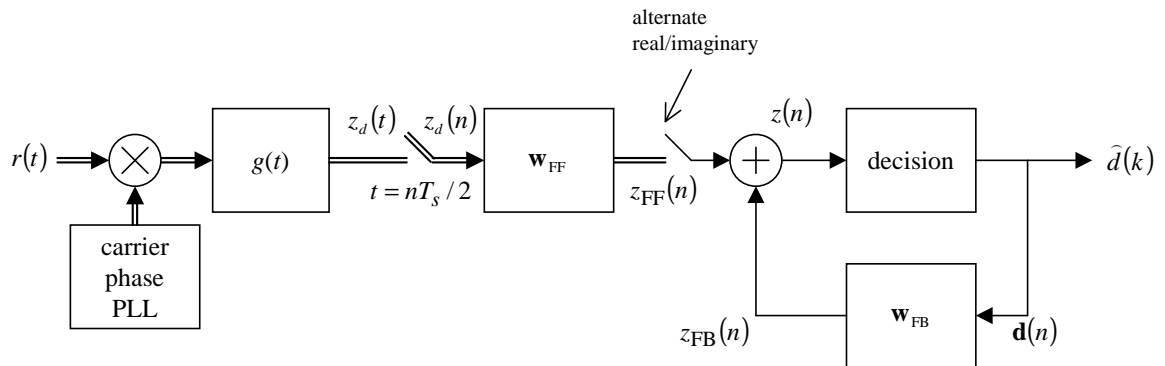 alternate
real/imaginary
r(t)
g(t)
z_d(t)
z_d(n)
t = nT_s / 2
w_FF
z_FF(n)
z(n)
decision
d̂(k)
carrier
phase
PLL
z_FB(n)
w_FB
d(n)